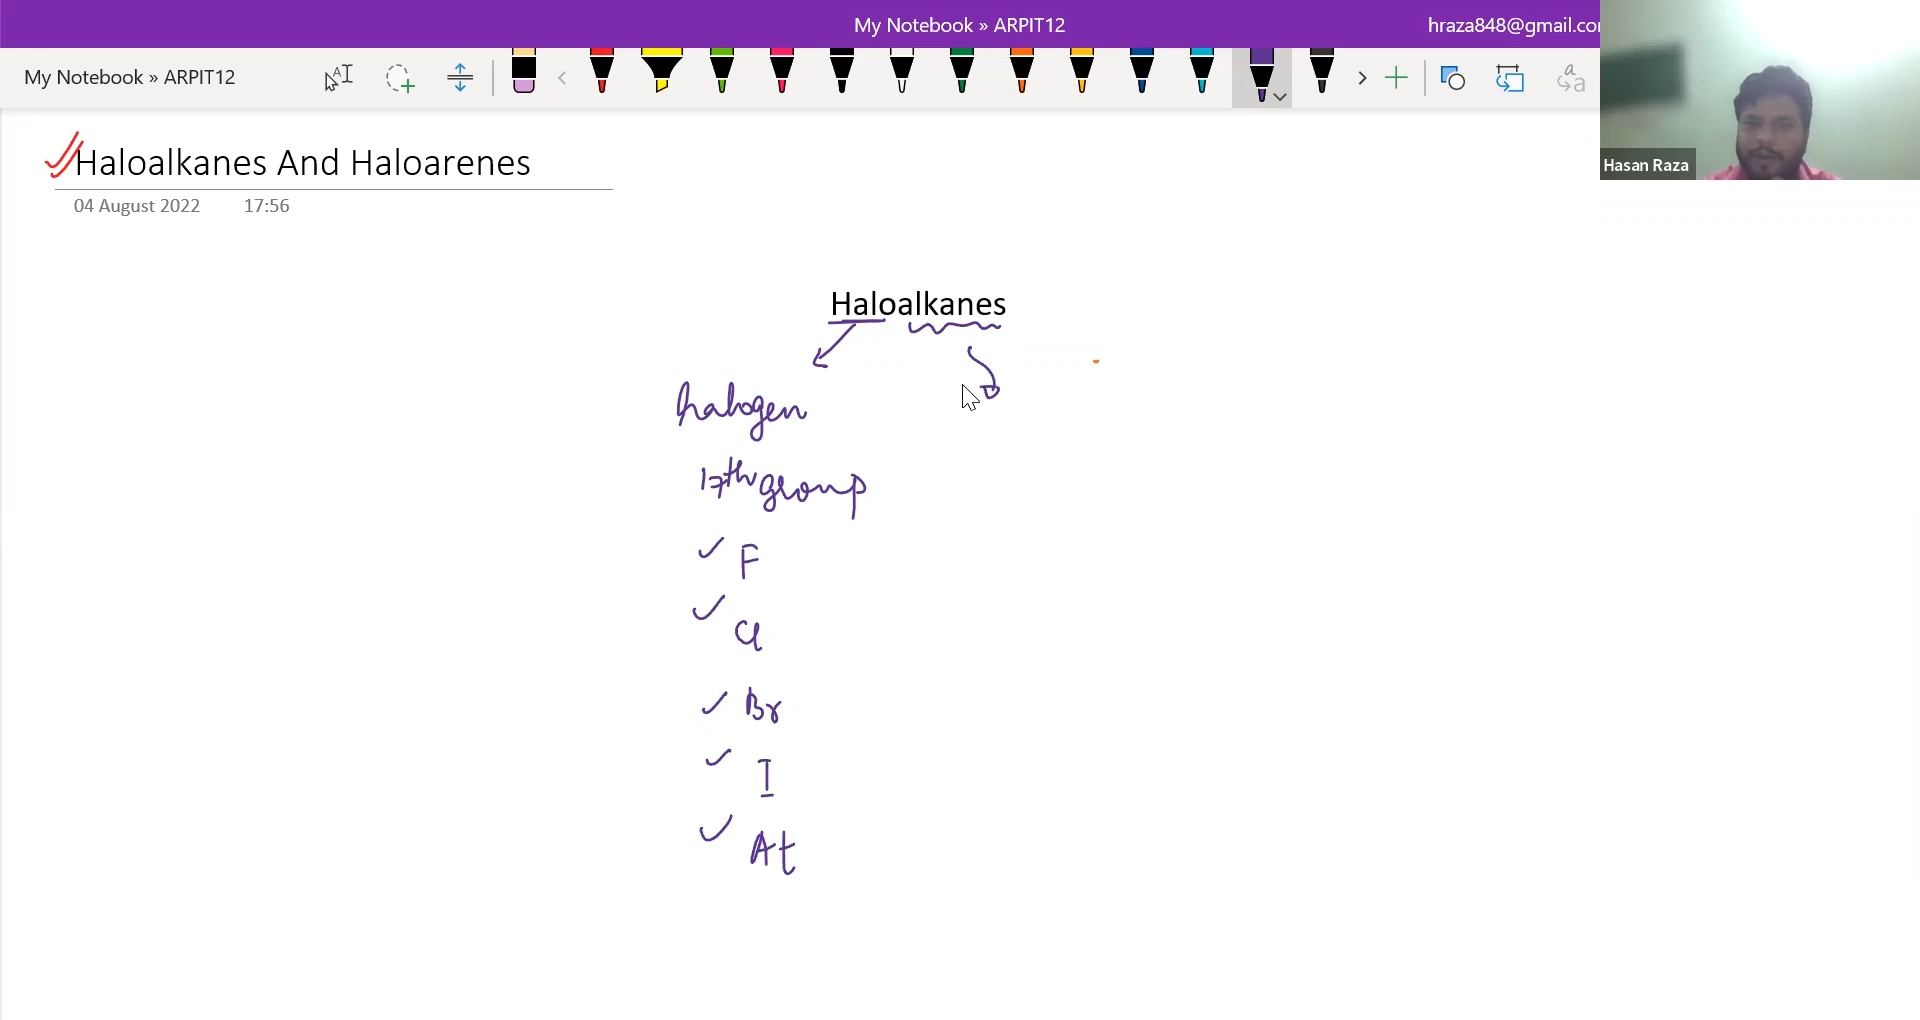 My Notebook » ARPIT12
hraza848@gmail.co
My Notebook » ARPIT12
Hasan Raza
Haloalkanes And Haloarenes
04 August 2022 17:56
Haloalkanes
halogen
17th group
F
Cl
Br
I
At